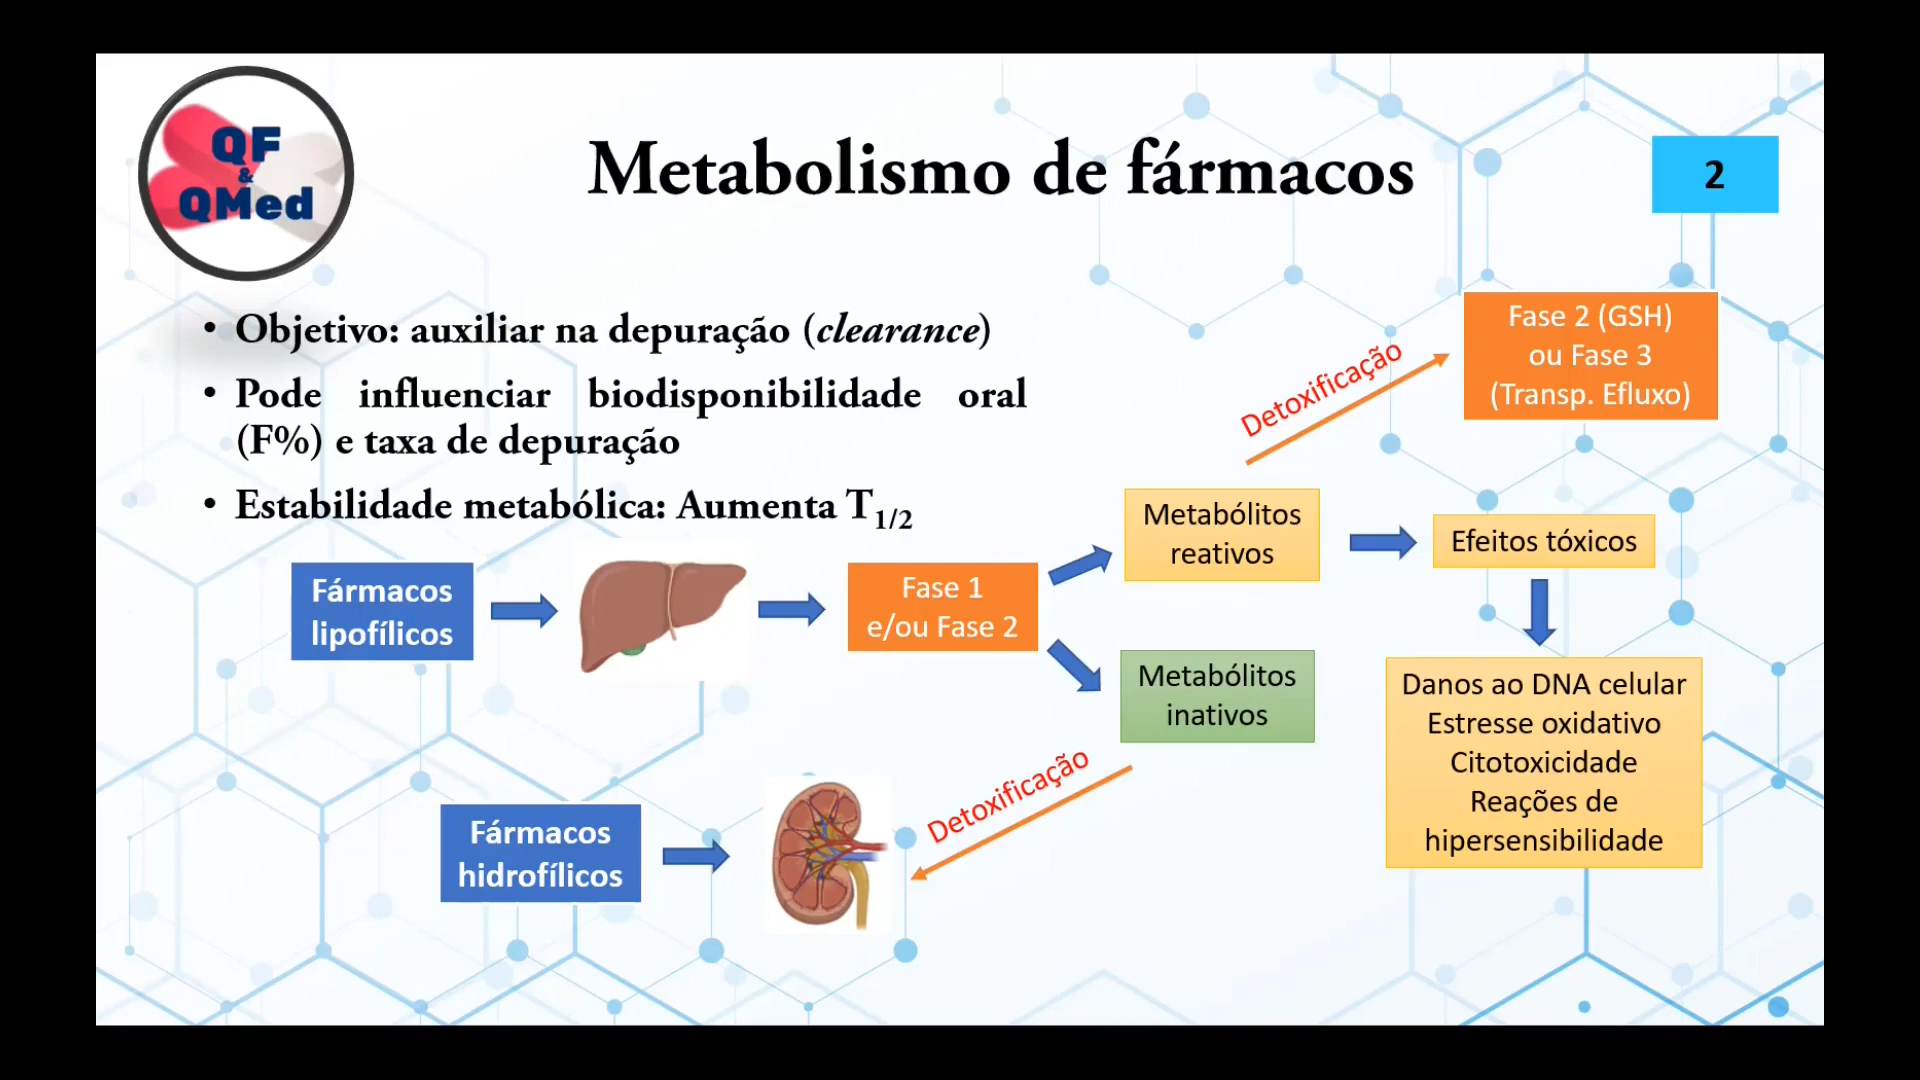 QF
&
QMed
Metabolismo de fármacos
2
• Objetivo: auxiliar na depuração (clearance)
• Pode influenciar biodisponibilidade oral
(F%) e taxa de depuração
• Estabilidade metabólica: Aumenta T1/2
Fármacos
lipofílicos
Fase 1
e/ou Fase 2
Metabólitos
reativos
Detoxificação
Fase 2 (GSH)
ou Fase 3
(Transp. Efluxo)
Efeitos tóxicos
Danos ao DNA celular
Estresse oxidativo
Citotoxicidade
Reações de
hipersensibilidade
Metabólitos
inativos
Detoxificação
Fármacos
hidrofílicos